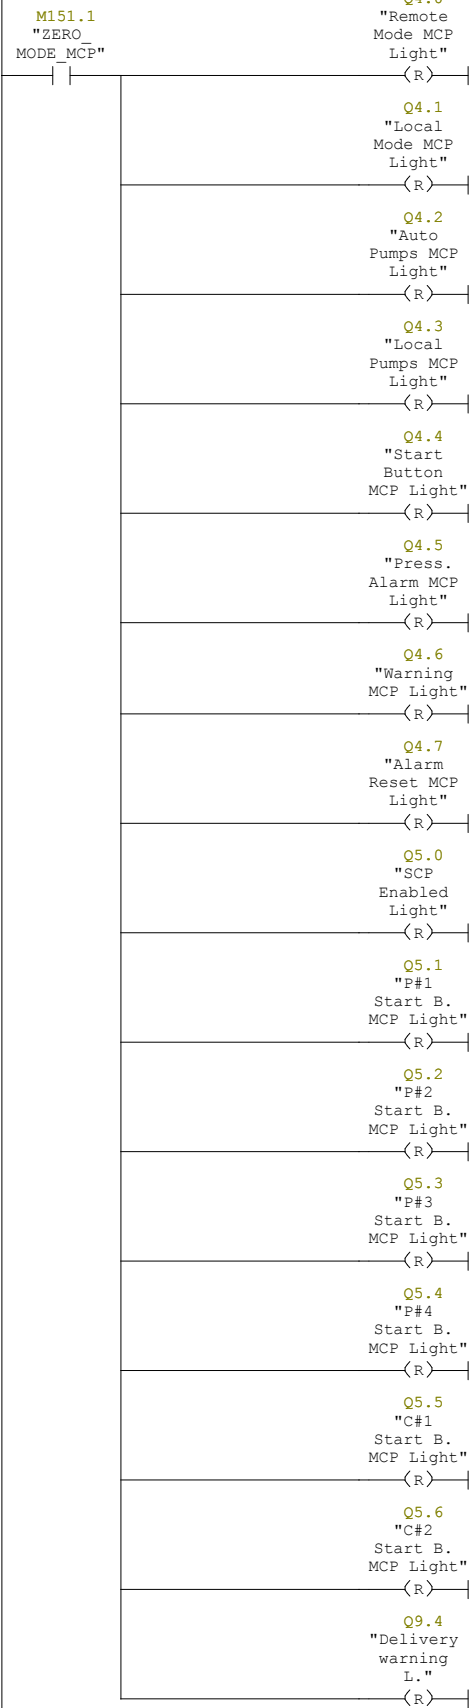 Q4.0
M151.1
"Remote
"ZERO_
Mode MCP
MODE_MCP"
Light"
R
Q4.1
"Local
Mode MCP
Light"
R
Q4.2
"Auto
Pumps MCP
Light"
R
Q4.3
"Local
Pumps MCP
Light"
R
Q4.4
"Start
Button
MCP Light"
R
Q4.5
"Press.
Alarm MCP
Light"
R
Q4.6
"Warning
MCP Light"
R
Q4.7
"Alarm
Reset MCP
Light"
R
Q5.0
"SCP
Enabled
Light"
R
Q5.1
"P#1
Start B.
MCP Light"
R
Q5.2
"P#2
Start B.
MCP Light"
R
Q5.3
"P#3
Start B.
MCP Light"
R
Q5.4
"P#4
Start B.
MCP Light"
R
Q5.5
"C#1
Start B.
MCP Light"
R
Q5.6
"C#2
Start B.
MCP Light"
R
Q9.4
"Delivery
warning
L."
R